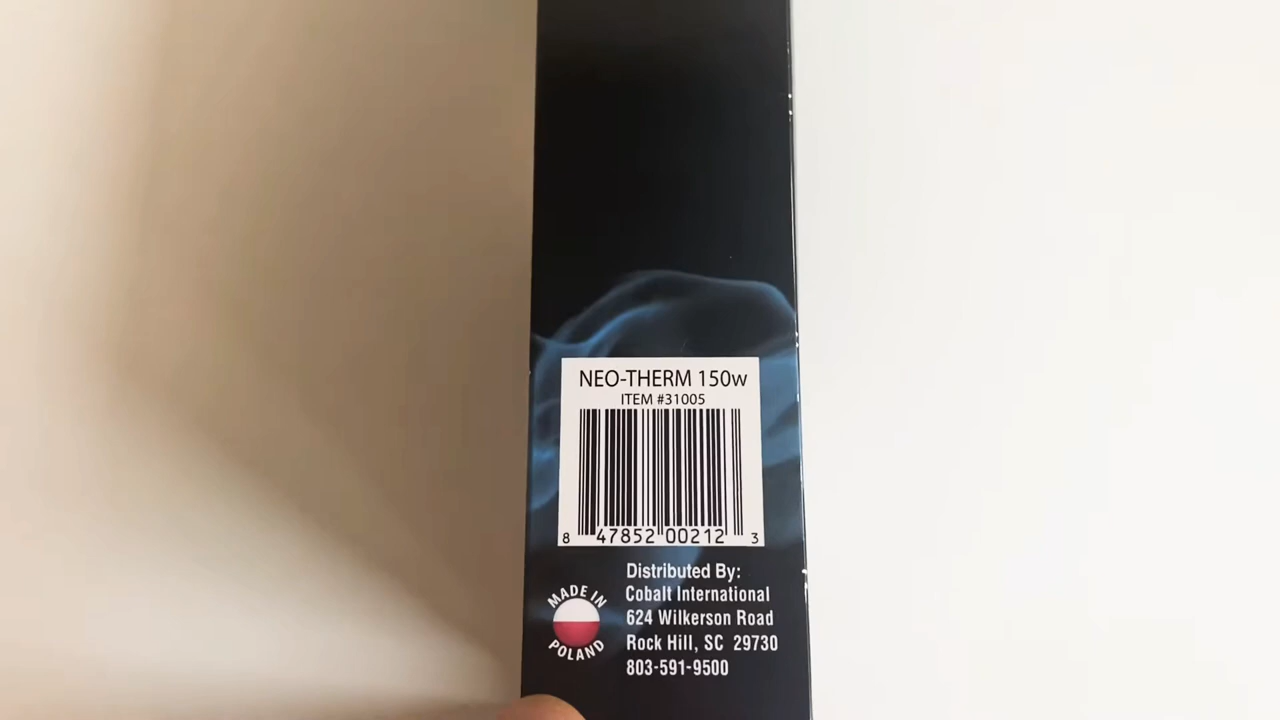 NEO-THERM 150w
ITEM #31005
8 47852 00212 3
MADE IN
POLAND
Distributed By:
Cobalt International
624 Wilkerson Road
Rock Hill, SC 29730
803-591-9500